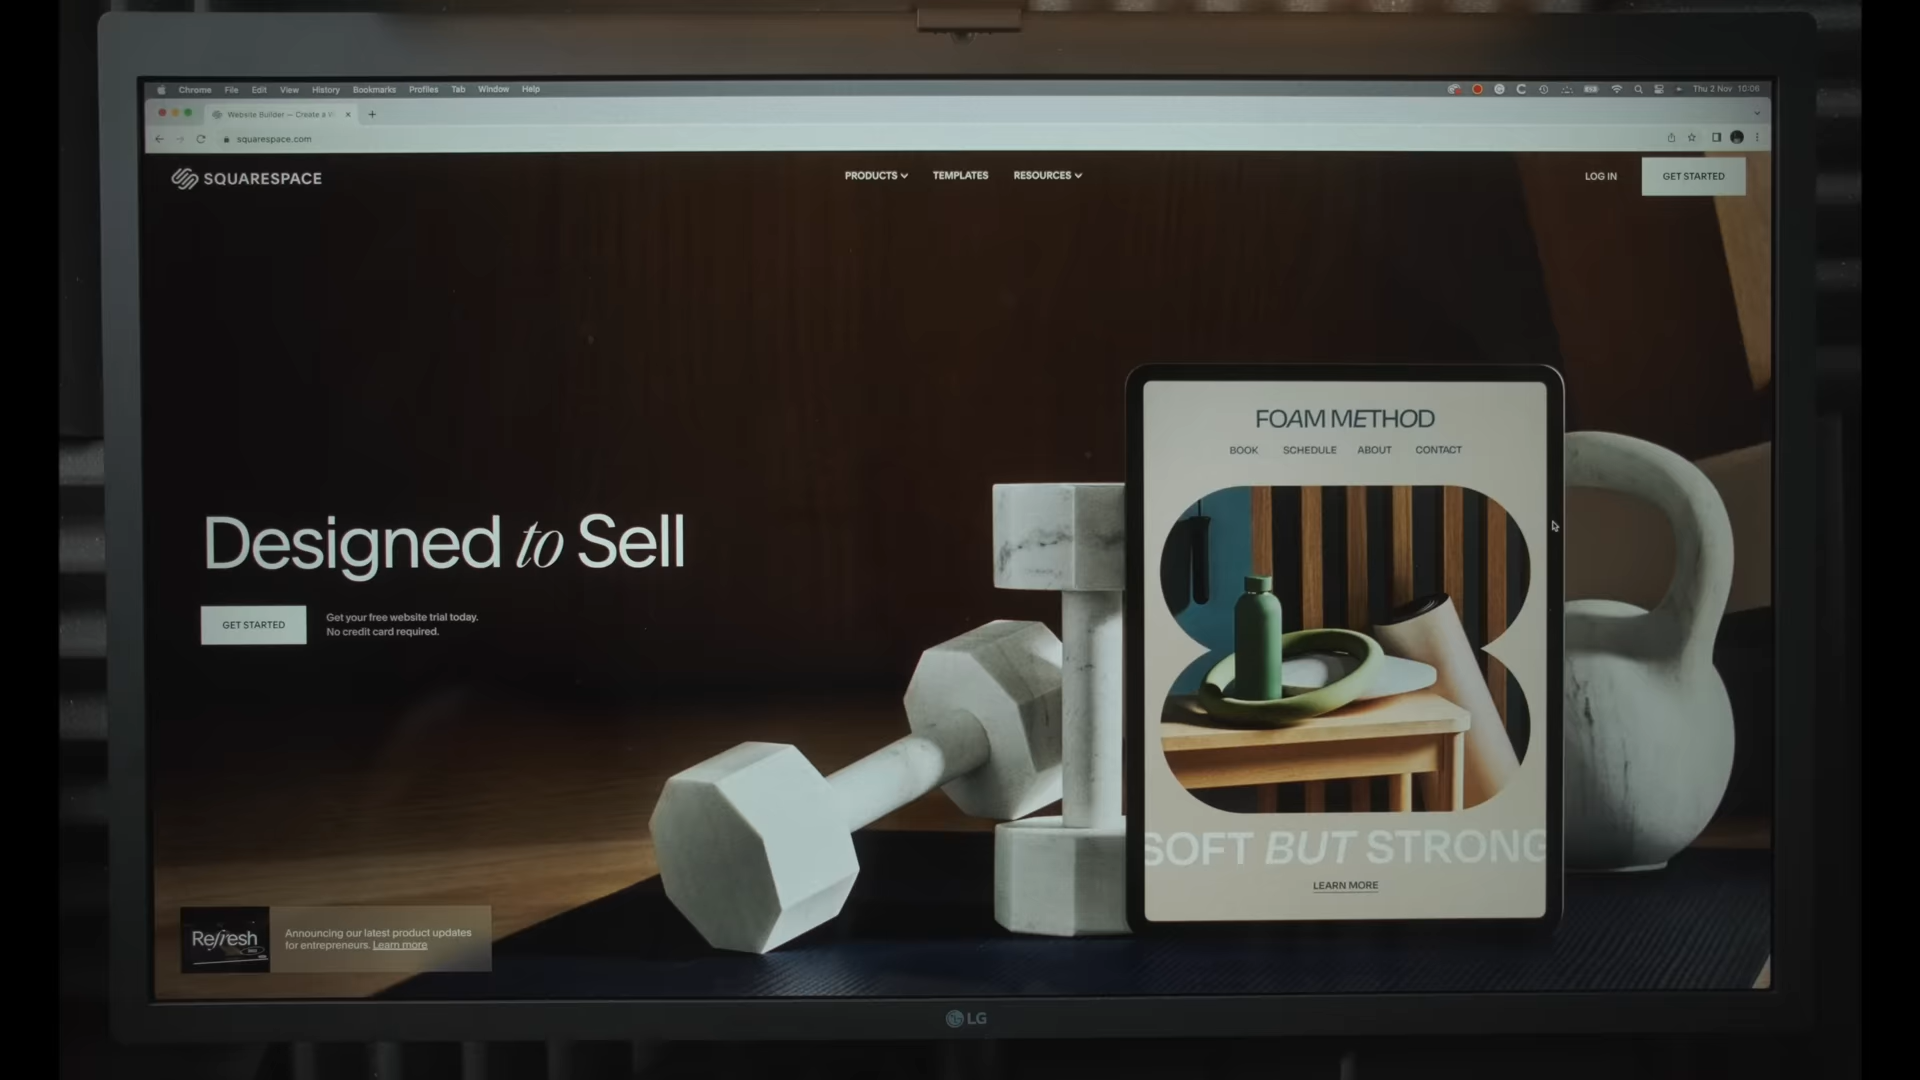 Chrome File Edit View History Bookmarks Profiles Tab Window Help
Thu 2 Nov 10:06
Website Builder — Create a W
squarespace.com
SQUARESPACE
PRODUCTS TEMPLATES RESOURCES
LOG IN
GET STARTED
FOAM METHOD
BOOK SCHEDULE ABOUT CONTACT
Designed to Sell
GET STARTED
Get your free website trial today.
No credit card required.
SOFT BUT STRONG
LEARN MORE
Refresh
Announcing our latest product updates
for entrepreneurs. Learn more
LG